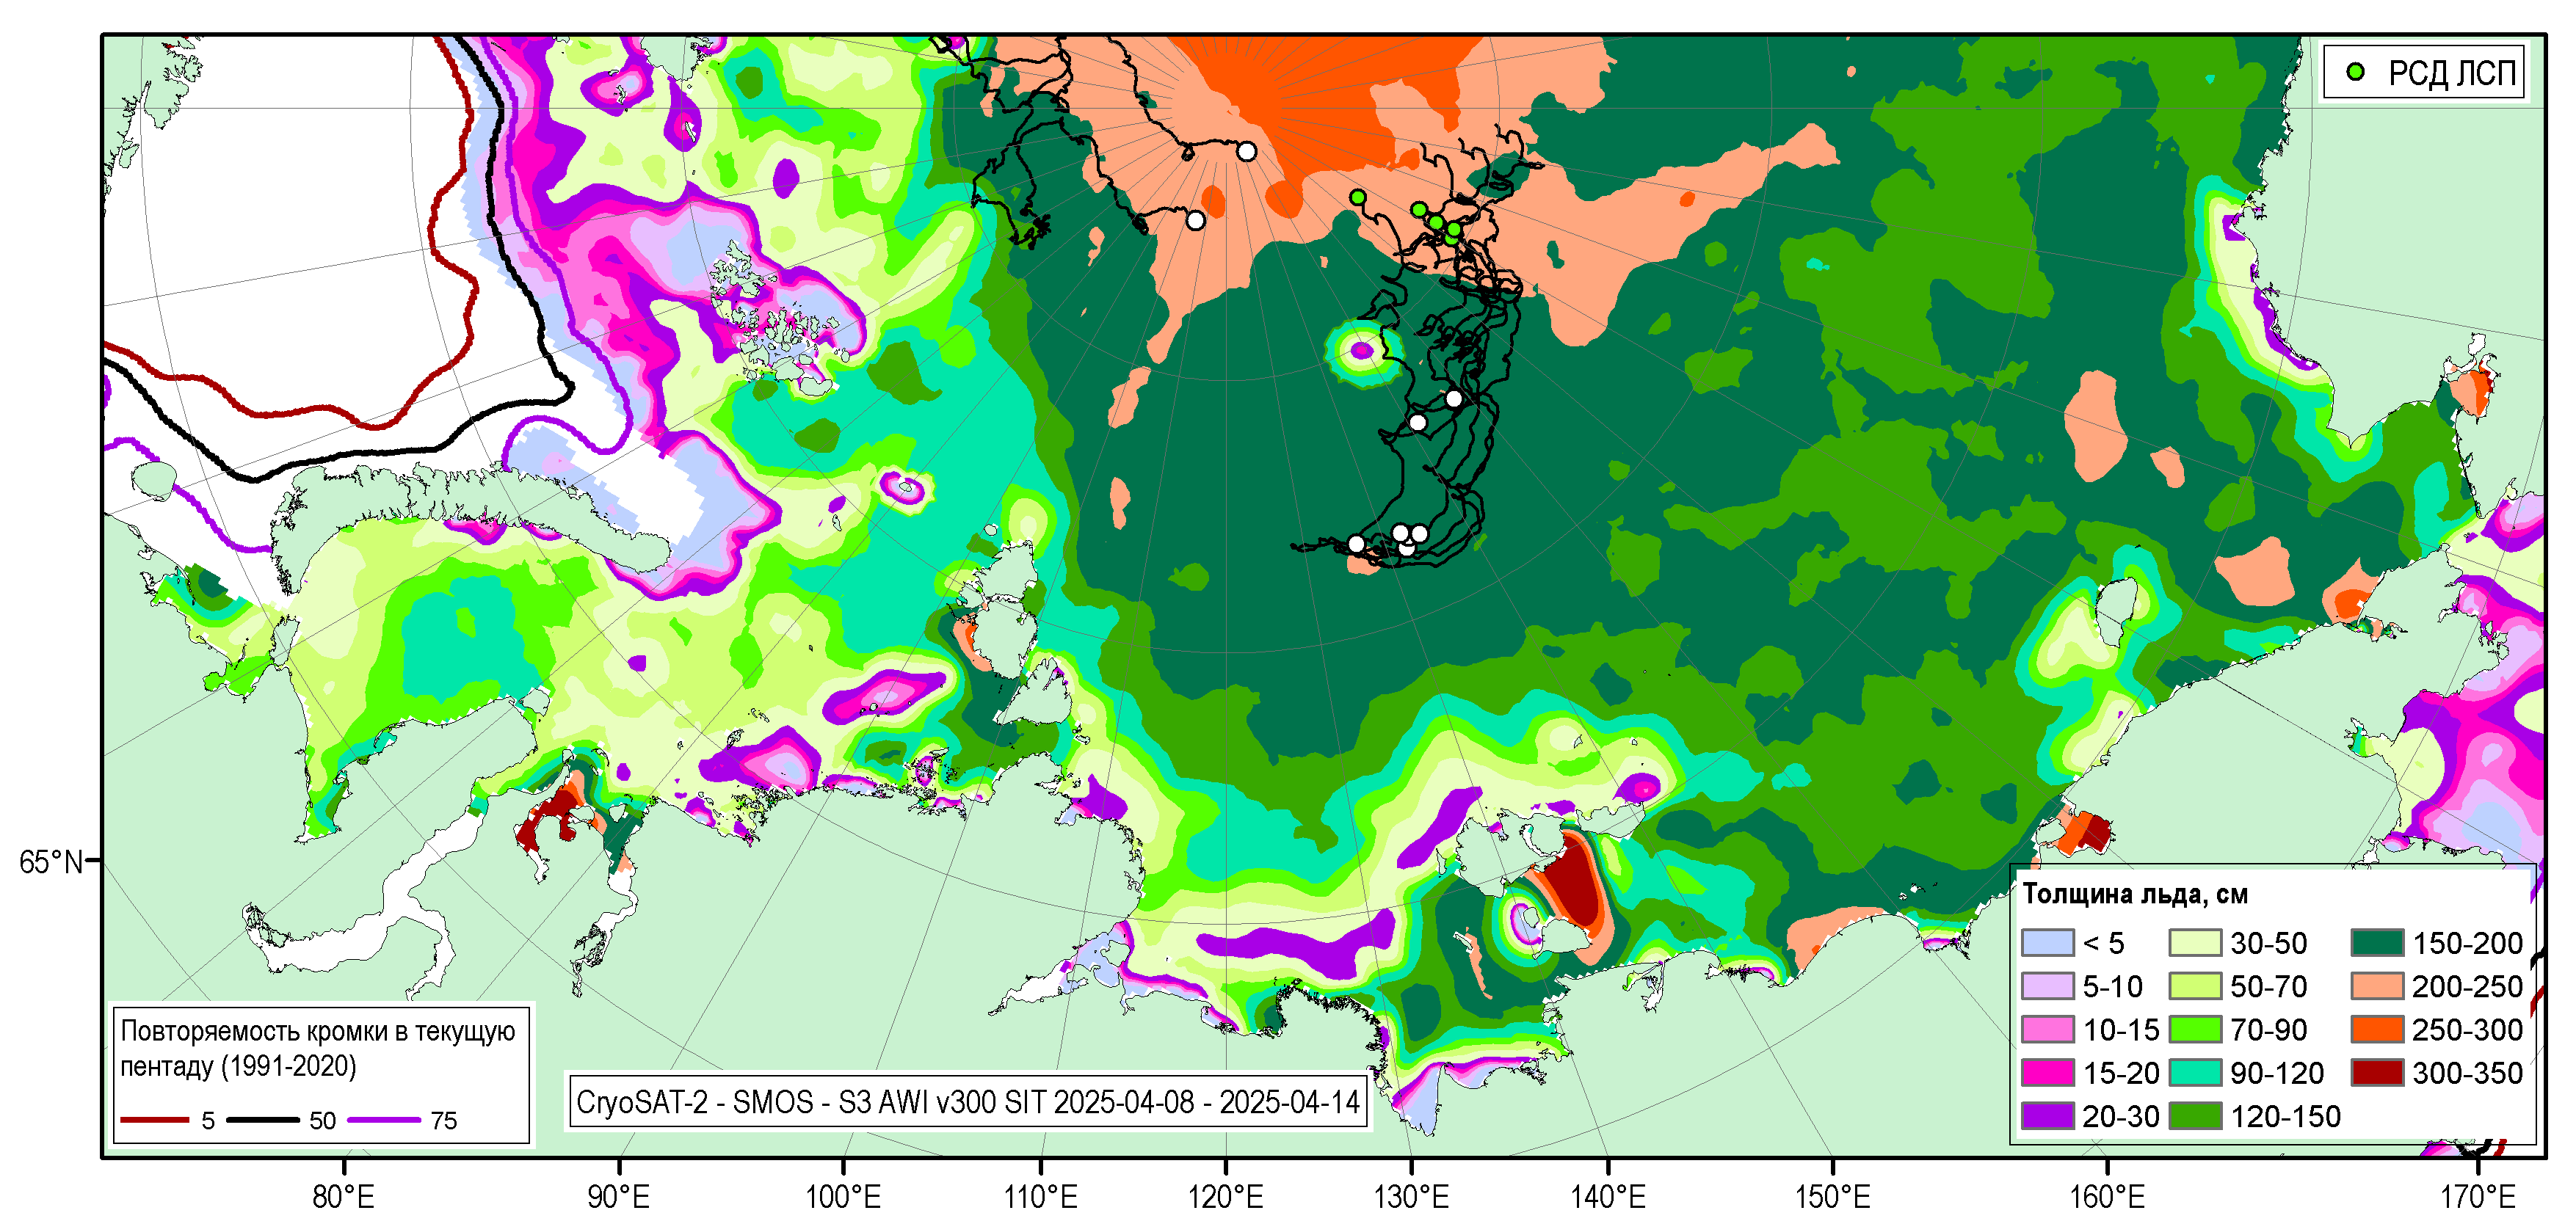 РСД ЛСП
65°N
Толщина льда, см
< 5 30-50 150-200
5-10 50-70 200-250
10-15 70-90 250-300
15-20 90-120 300-350
20-30 120-150
Повторяемость кромки в текущую
пентаду (1991-2020)
5 50 75
CryoSAT-2 - SMOS - S3 AWI v300 SIT 2025-04-08 - 2025-04-14
80°E 90°E 100°E 110°E 120°E 130°E 140°E 150°E 160°E 170°E